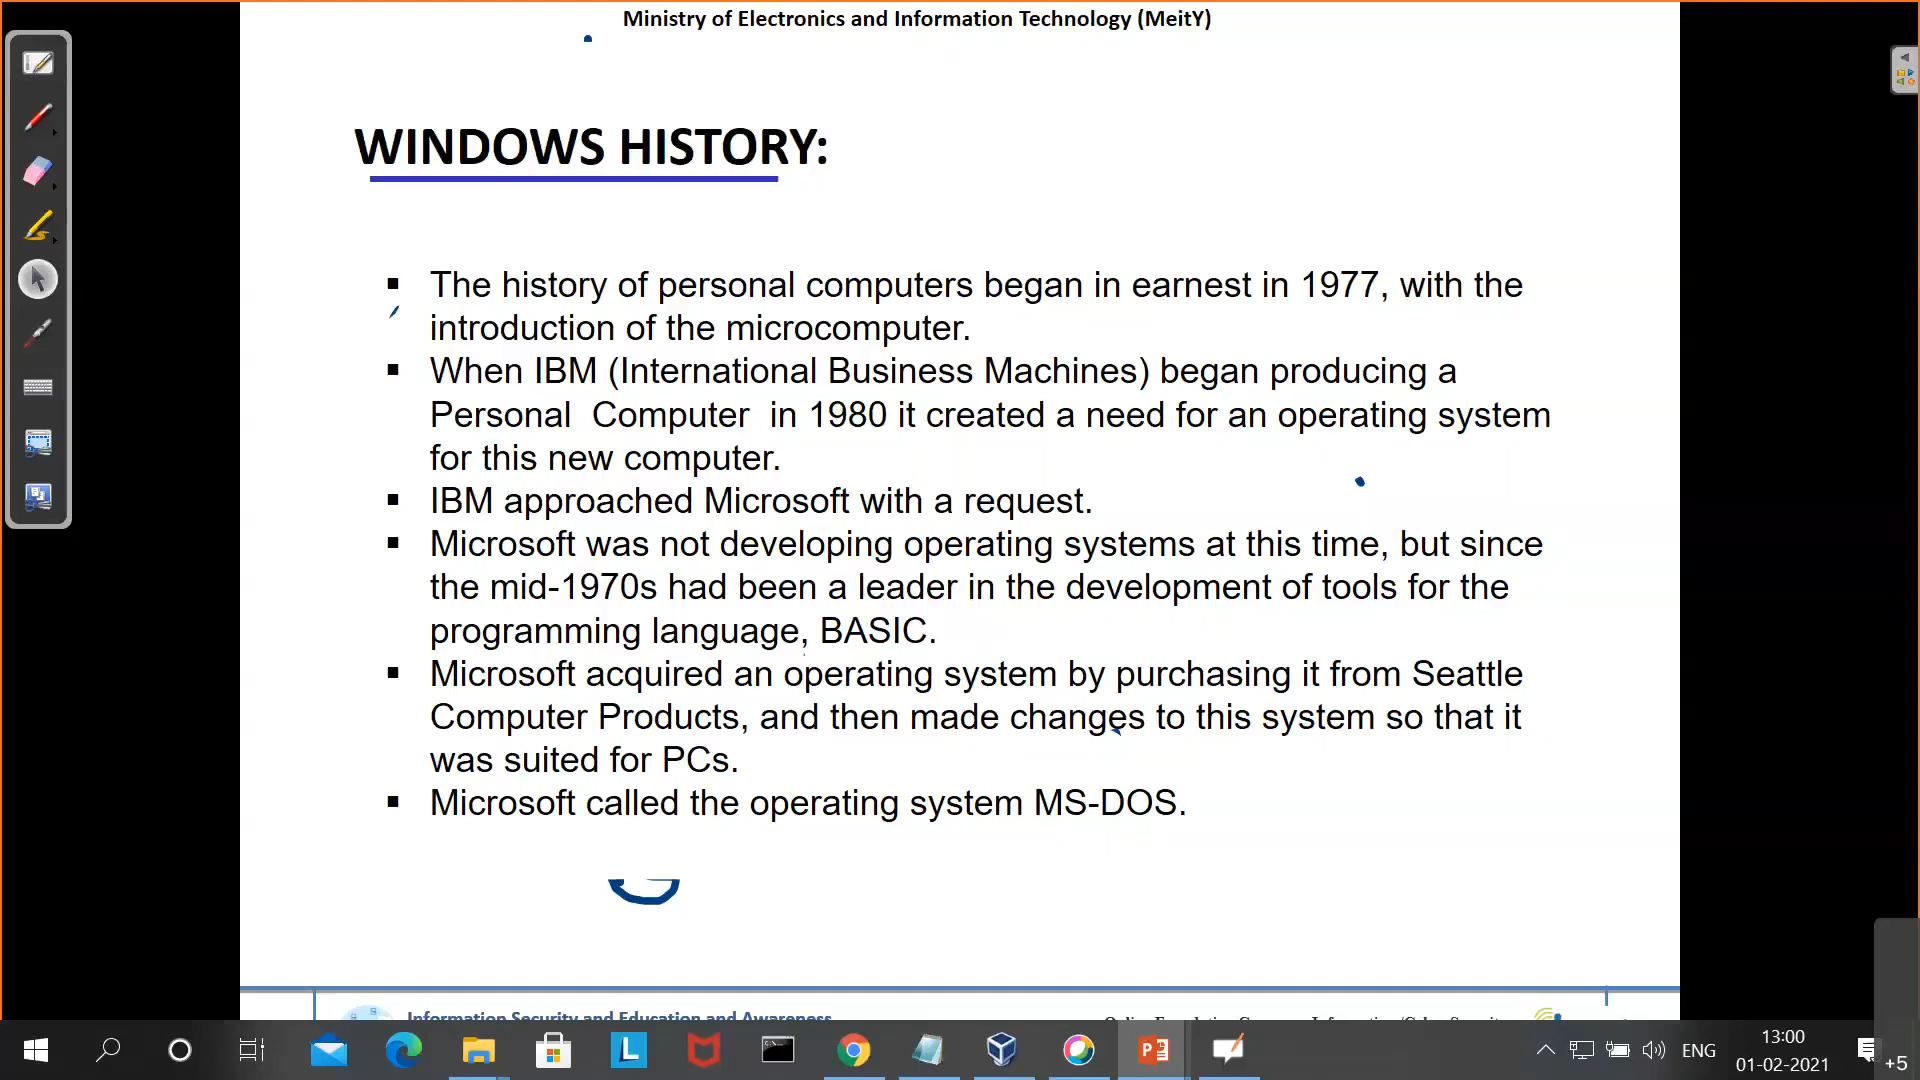 Ministry of Electronics and Information Technology (MeitY)
WINDOWS HISTORY:
▪ The history of personal computers began in earnest in 1977, with the
introduction of the microcomputer.
▪ When IBM (International Business Machines) began producing a
Personal Computer in 1980 it created a need for an operating system
for this new computer.
▪ IBM approached Microsoft with a request.
▪ Microsoft was not developing operating systems at this time, but since
the mid-1970s had been a leader in the development of tools for the
programming language, BASIC.
▪ Microsoft acquired an operating system by purchasing it from Seattle
Computer Products, and then made changes to this system so that it
was suited for PCs.
▪ Microsoft called the operating system MS-DOS.
Information Security and Education and Awareness
L
ENG
13:00
01-02-2021
+5